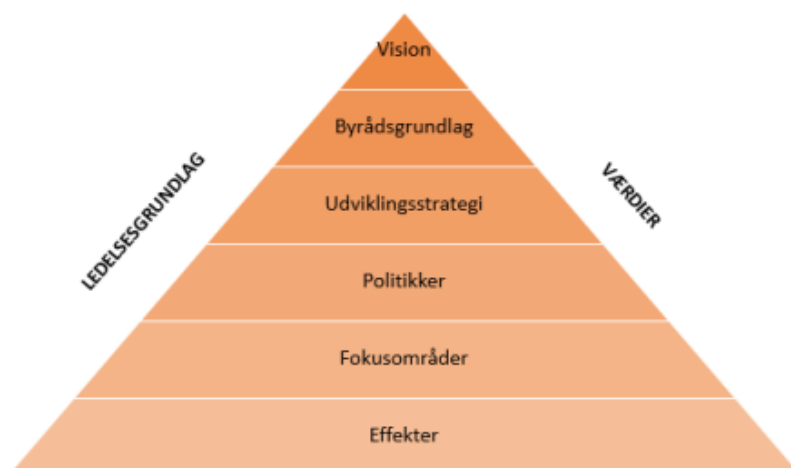 Vision
Byrådsgrundlag
LEDELSESGRUNDLAG
VÆRDIER
Udviklingsstrategi
Politikker
Fokusområder
Effekter